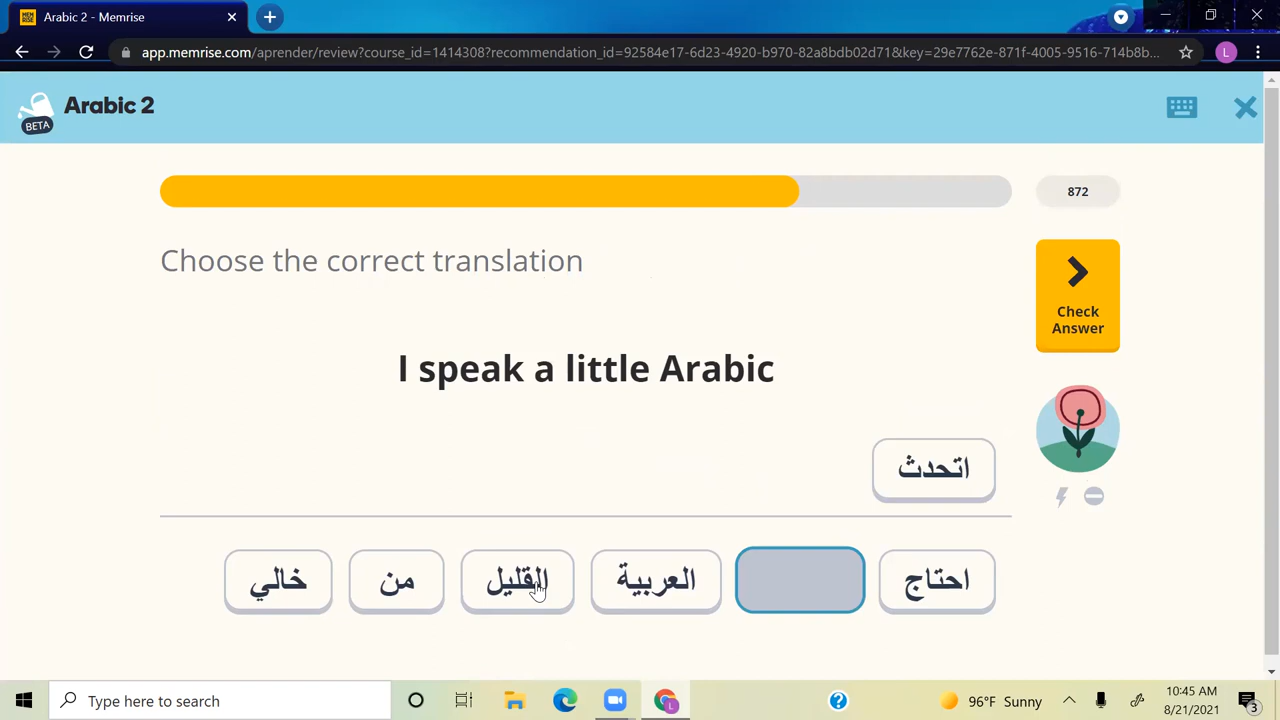 Arabic 2 - Memrise
app.memrise.com/aprender/review?course_id=1414308?recommendation_id=92584e17-6d23-4920-b970-82a8bdb02d71&key=29e7762e-871f-4005-9516-714b8b...
L
Arabic 2
BETA
872
Choose the correct translation
Check
Answer
I speak a little Arabic
اتحدث
احتاج
العربية
القليل
من
خالي
Type here to search
96°F Sunny
10:45 AM
8/21/2021
3